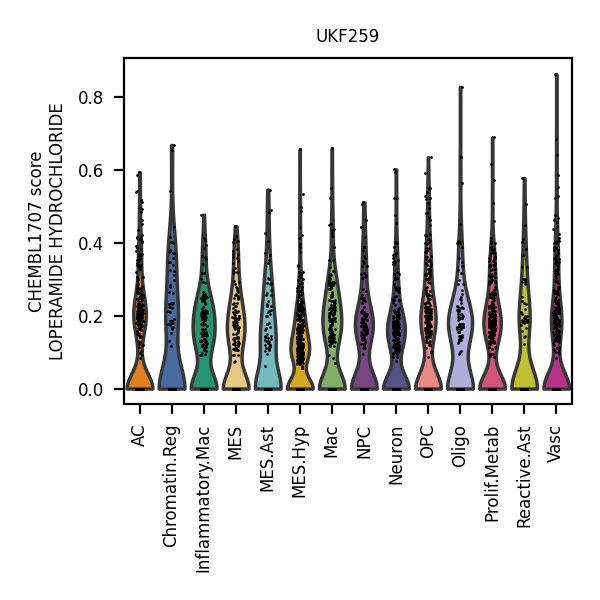 UKF259
CHEMBL1707 score
LOPERAMIDE HYDROCHLORIDE
0.8
0.6
0.4
0.2
0.0
AC
Chromatin.Reg
Inflammatory.Mac
MES
MES.Ast
MES.Hyp
Mac
NPC
Neuron
OPC
Oligo
Prolif.Metab
Reactive.Ast
Vasc